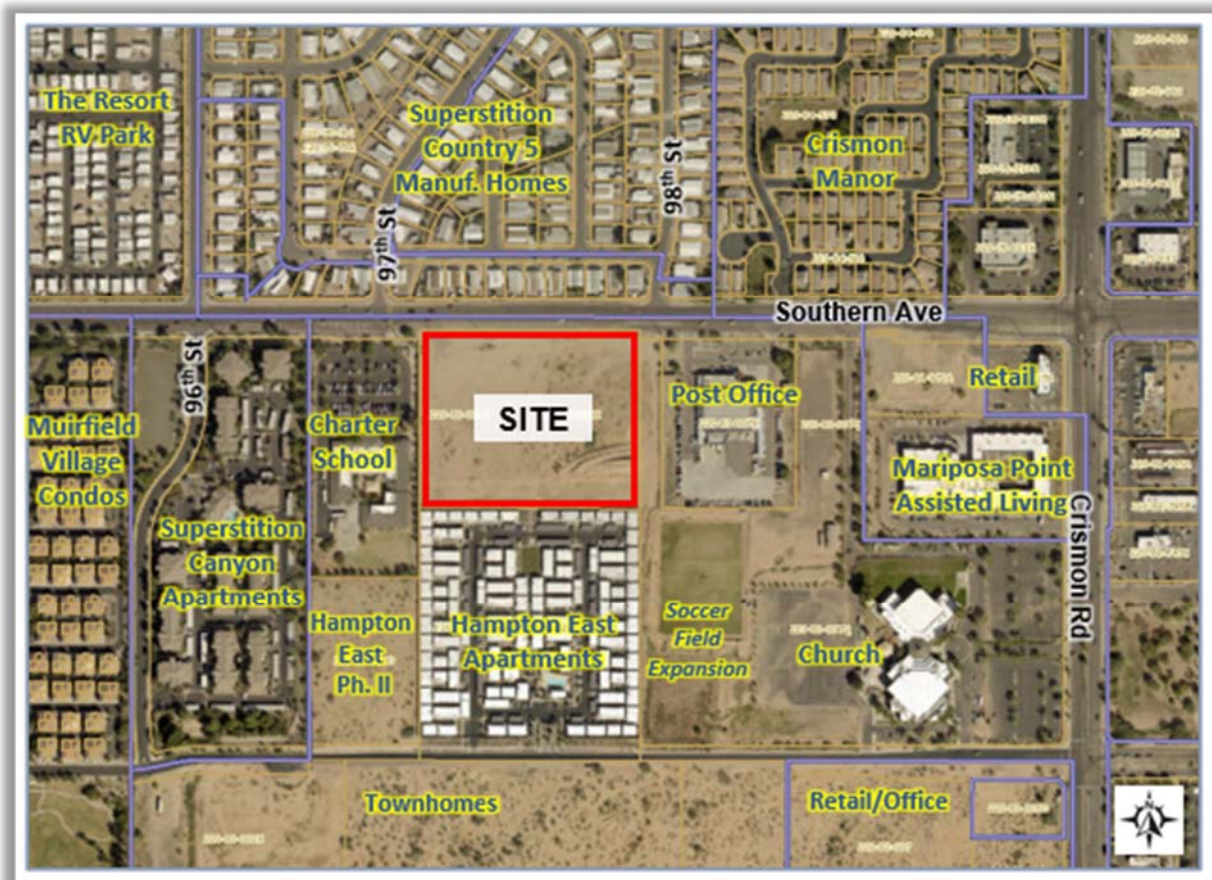 The Resort
RV Park
Superstition
Country 5
Manuf. Homes
97th St
98th St
Crismon
Manor
Southern Ave
96th St
Muirfield
Village
Condos
Superstition
Canyon
Apartments
Charter
School
SITE
Post Office
Retail
Mariposa Point
Assisted Living
Crismon Rd
Hampton
East
Ph. II
Hampton East
Apartments
Soccer
Field
Expansion
Church
Townhomes
Retail/Office
N